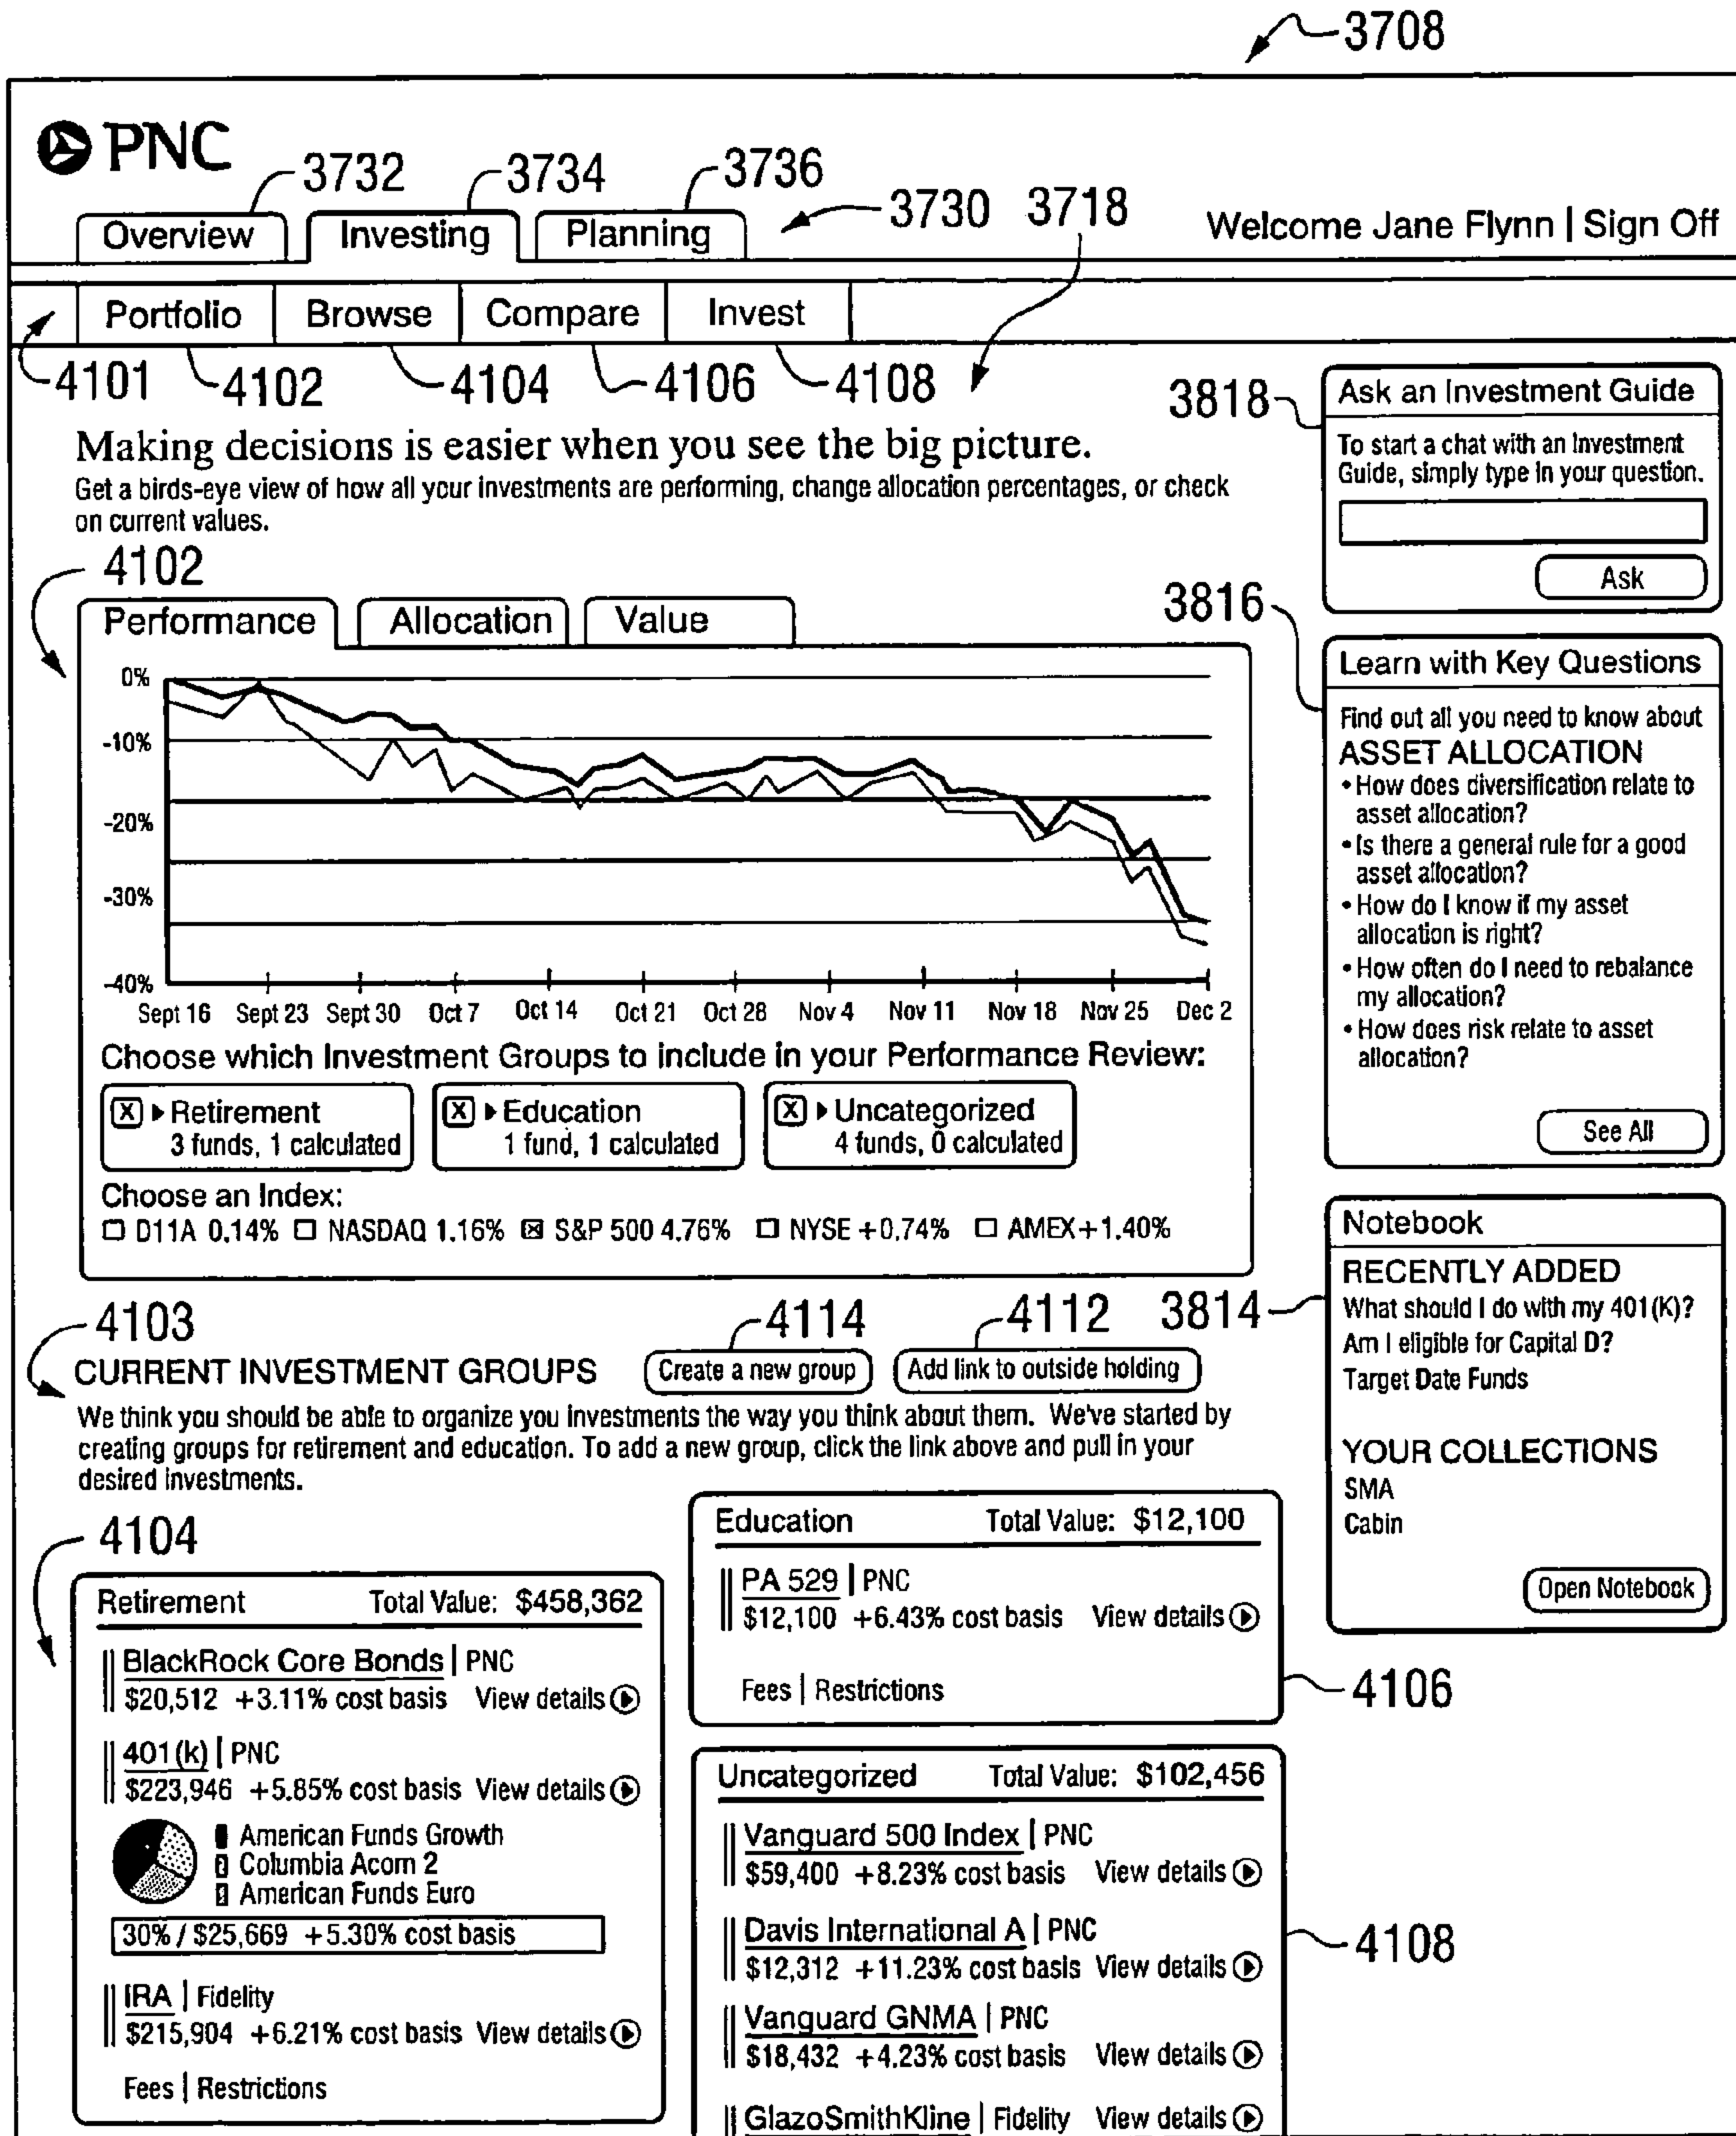 3708
PNC
3732
3734
3736
3730
3718
Overview
Investing
Planning
Welcome Jane Flynn | Sign Off
Portfolio
Browse
Compare
Invest
4101
4102
4104
4106
4108
Making decisions is easier when you see the big picture.
Get a birds-eye view of how all your investments are performing, change allocation percentages, or check
on current values.
4102
Performance
Allocation
Value
0%
-10%
-20%
-30%
-40%
Sept 16 Sept 23 Sept 30 Oct 7 Oct 14 Oct 21 Oct 28 Nov 4 Nov 11 Nov 18 Nov 25 Dec 2
Choose which Investment Groups to include in your Performance Review:
X Retirement
3 funds, 1 calculated
X Education
1 fund, 1 calculated
X Uncategorized
4 funds, 0 calculated
Choose an Index:
D11A 0.14% NASDAQ 1.16% S&P 500 4.76% NYSE +0.74% AMEX+1.40%
3818
Ask an Investment Guide
To start a chat with an Investment
Guide, simply type in your question.
Ask
3816
Learn with Key Questions
Find out all you need to know about
ASSET ALLOCATION
• How does diversification relate to
asset allocation?
• Is there a general rule for a good
asset allocation?
• How do I know if my asset
allocation is right?
• How often do I need to rebalance
my allocation?
• How does risk relate to asset
allocation?
See All
3814
Notebook
RECENTLY ADDED
What should I do with my 401(K)?
Am I eligible for Capital D?
Target Date Funds
YOUR COLLECTIONS
SMA
Cabin
Open Notebook
4103
4114
4112
CURRENT INVESTMENT GROUPS
Create a new group
Add link to outside holding
We think you should be able to organize you investments the way you think about them. We've started by
creating groups for retirement and education. To add a new group, click the link above and pull in your
desired investments.
4104
Retirement Total Value: $458,362
BlackRock Core Bonds | PNC
$20,512 +3.11% cost basis View details
401(k) | PNC
$223,946 +5.85% cost basis View details
American Funds Growth
Columbia Acorn 2
American Funds Euro
30% / $25,669 +5.30% cost basis
IRA | Fidelity
$215,904 +6.21% cost basis View details
Fees | Restrictions
Education Total Value: $12,100
PA 529 | PNC
$12,100 +6.43% cost basis View details
Fees | Restrictions
4106
Uncategorized Total Value: $102,456
Vanguard 500 Index | PNC
$59,400 +8.23% cost basis View details
Davis International A | PNC
$12,312 +11.23% cost basis View details
Vanguard GNMA | PNC
$18,432 +4.23% cost basis View details
GlazoSmithKline | Fidelity View details
4108